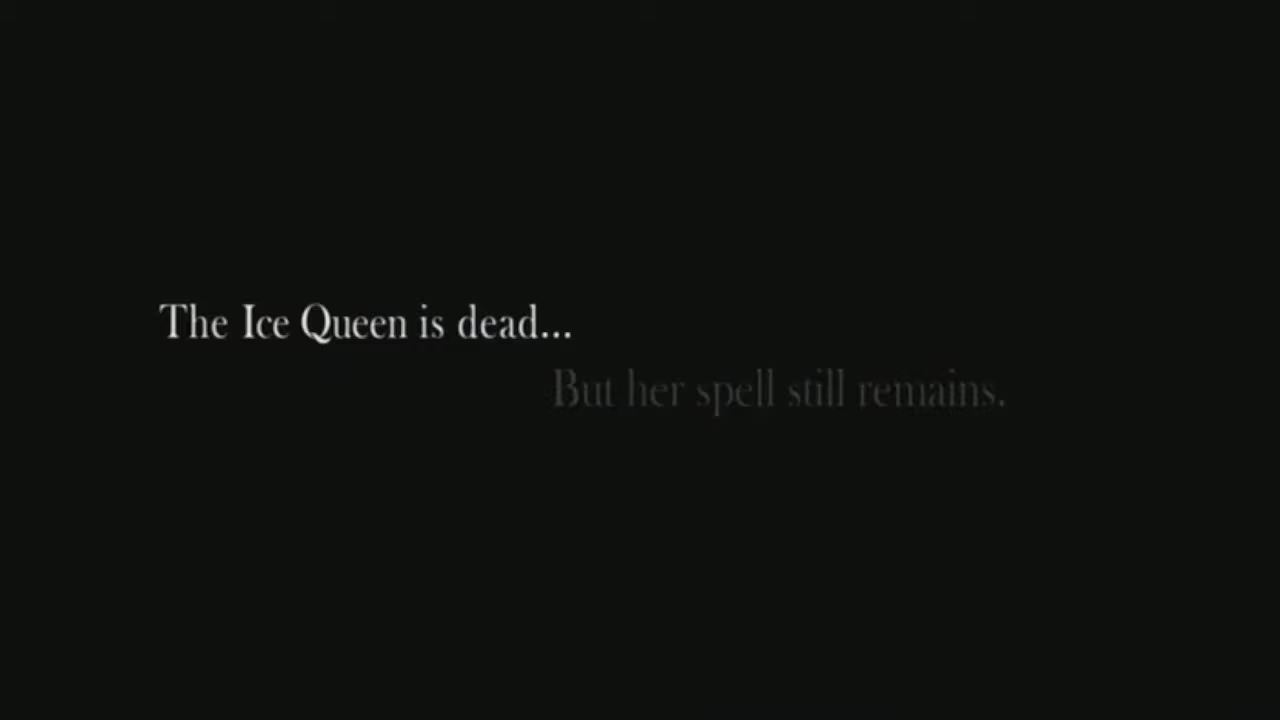 The Ice Queen is dead...
But her spell still remains.